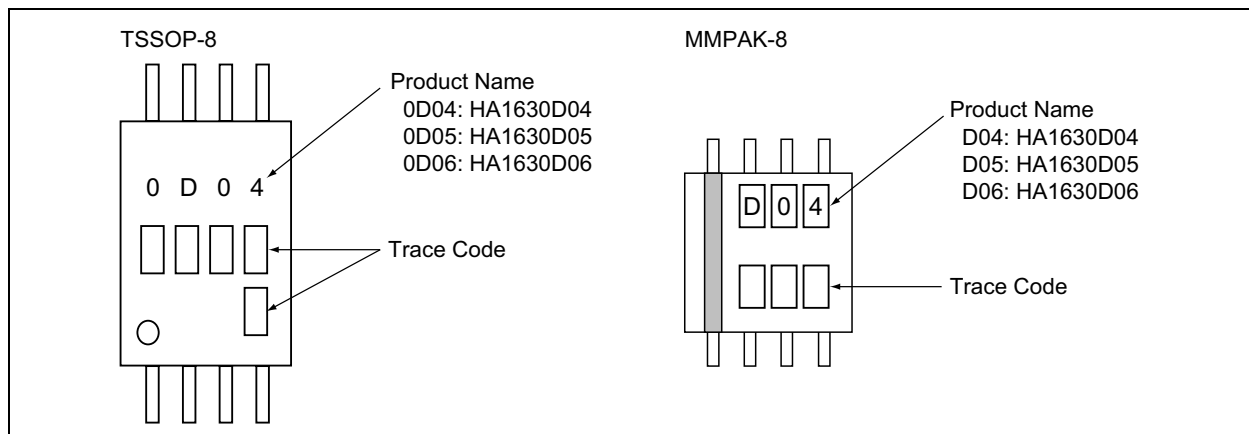 TSSOP-8
Product Name
0D04: HA1630D04
0D05: HA1630D05
0D06: HA1630D06
0 D 0 4
Trace Code
MMPAK-8
Product Name
D04: HA1630D04
D05: HA1630D05
D06: HA1630D06
D 0 4
Trace Code